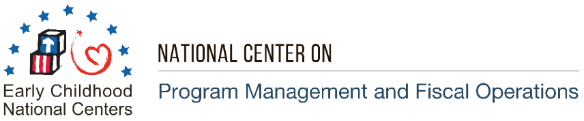 Early Childhood
National Centers
NATIONAL CENTER ON
Program Management and Fiscal Operations